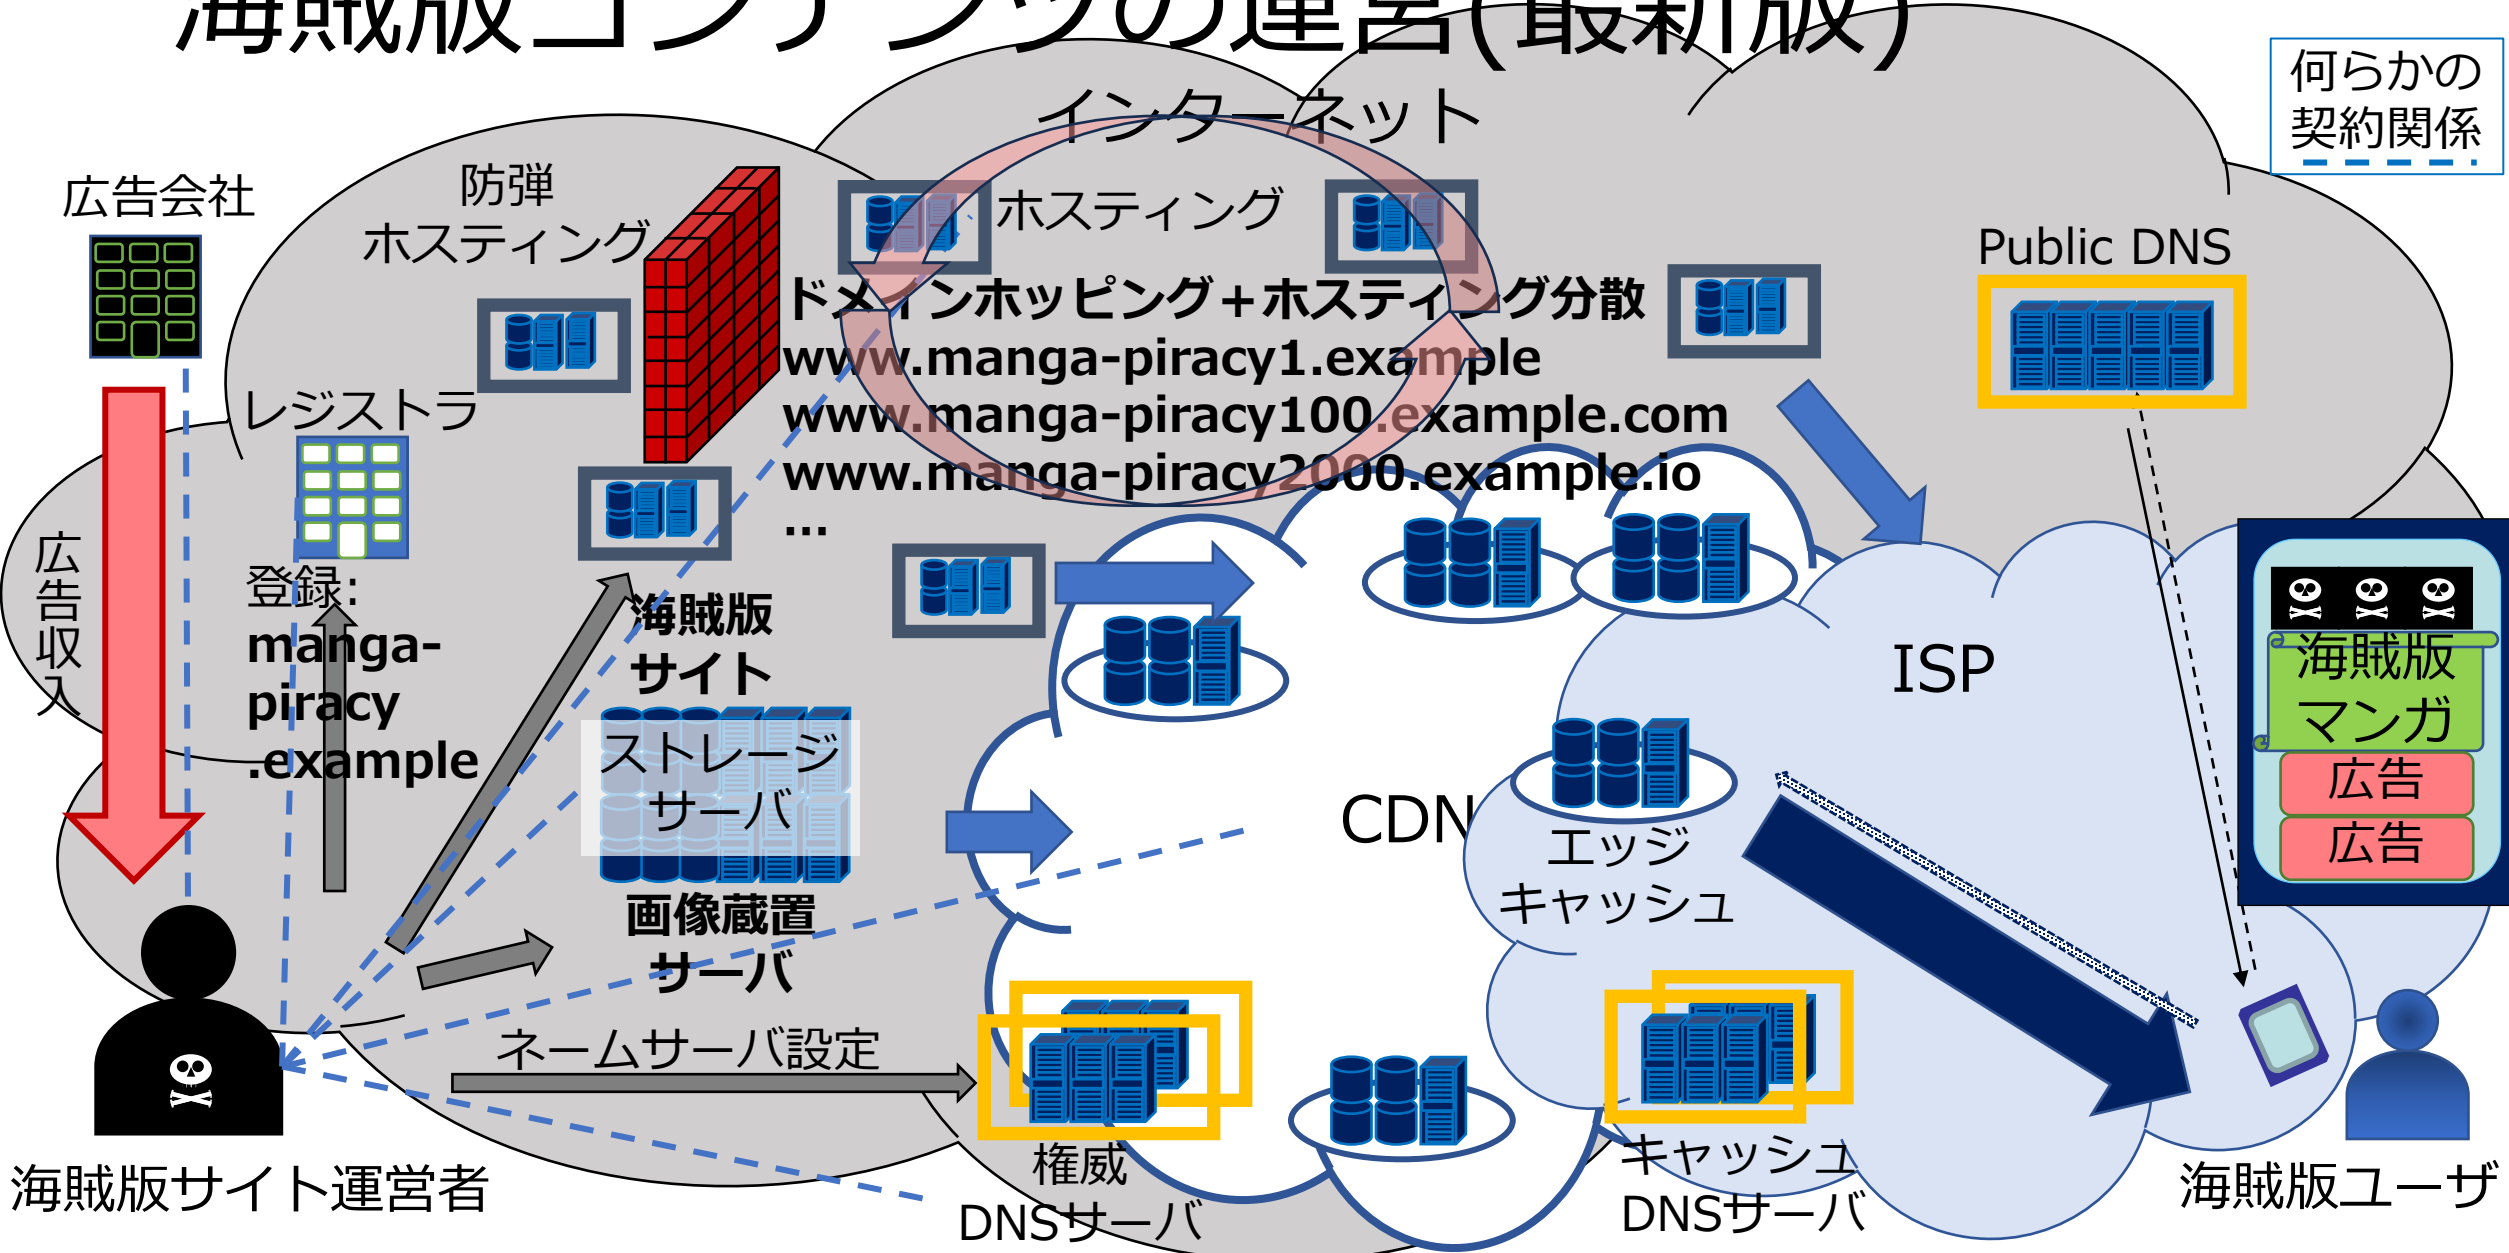 海賊版コンテンツの運営(最新版)
何らかの
契約関係
インターネット
広告会社
防弾
ホスティング
ホスティング
Public DNS
ドメインホッピング＋ホスティング分散
www.manga-piracy1.example
www.manga-piracy100.example.com
www.manga-piracy2000.example.io
…
レジストラ
広告収入
登録:
manga-
piracy
.example
海賊版
サイト
ストレージ
サーバ
画像蔵置
サーバ
CDN
ISP
エッジ
キャッシュ
海賊版
マンガ
広告
広告
ネームサーバ設定
権威
DNSサーバ
キャッシュ
DNSサーバ
海賊版サイト運営者
海賊版ユーザ